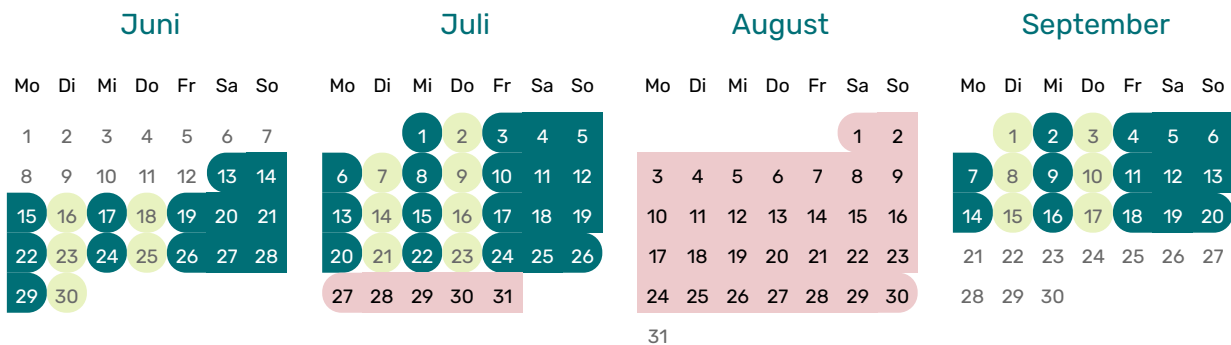 Juni Juli August September
Mo Di Mi Do Fr Sa So Mo Di Mi Do Fr Sa So Mo Di Mi Do Fr Sa So Mo Di Mi Do Fr Sa So
1 2 3 4 5 6 7 1 2 3 4 5 1 2 1 2 3 4 5 6
8 9 10 11 12 13 14 6 7 8 9 10 11 12 3 4 5 6 7 8 9 7 8 9 10 11 12 13
15 16 17 18 19 20 21 13 14 15 16 17 18 19 10 11 12 13 14 15 16 14 15 16 17 18 19 20
22 23 24 25 26 27 28 20 21 22 23 24 25 26 17 18 19 20 21 22 23 21 22 23 24 25 26 27
29 30 27 28 29 30 31 24 25 26 27 28 29 30 28 29 30
31